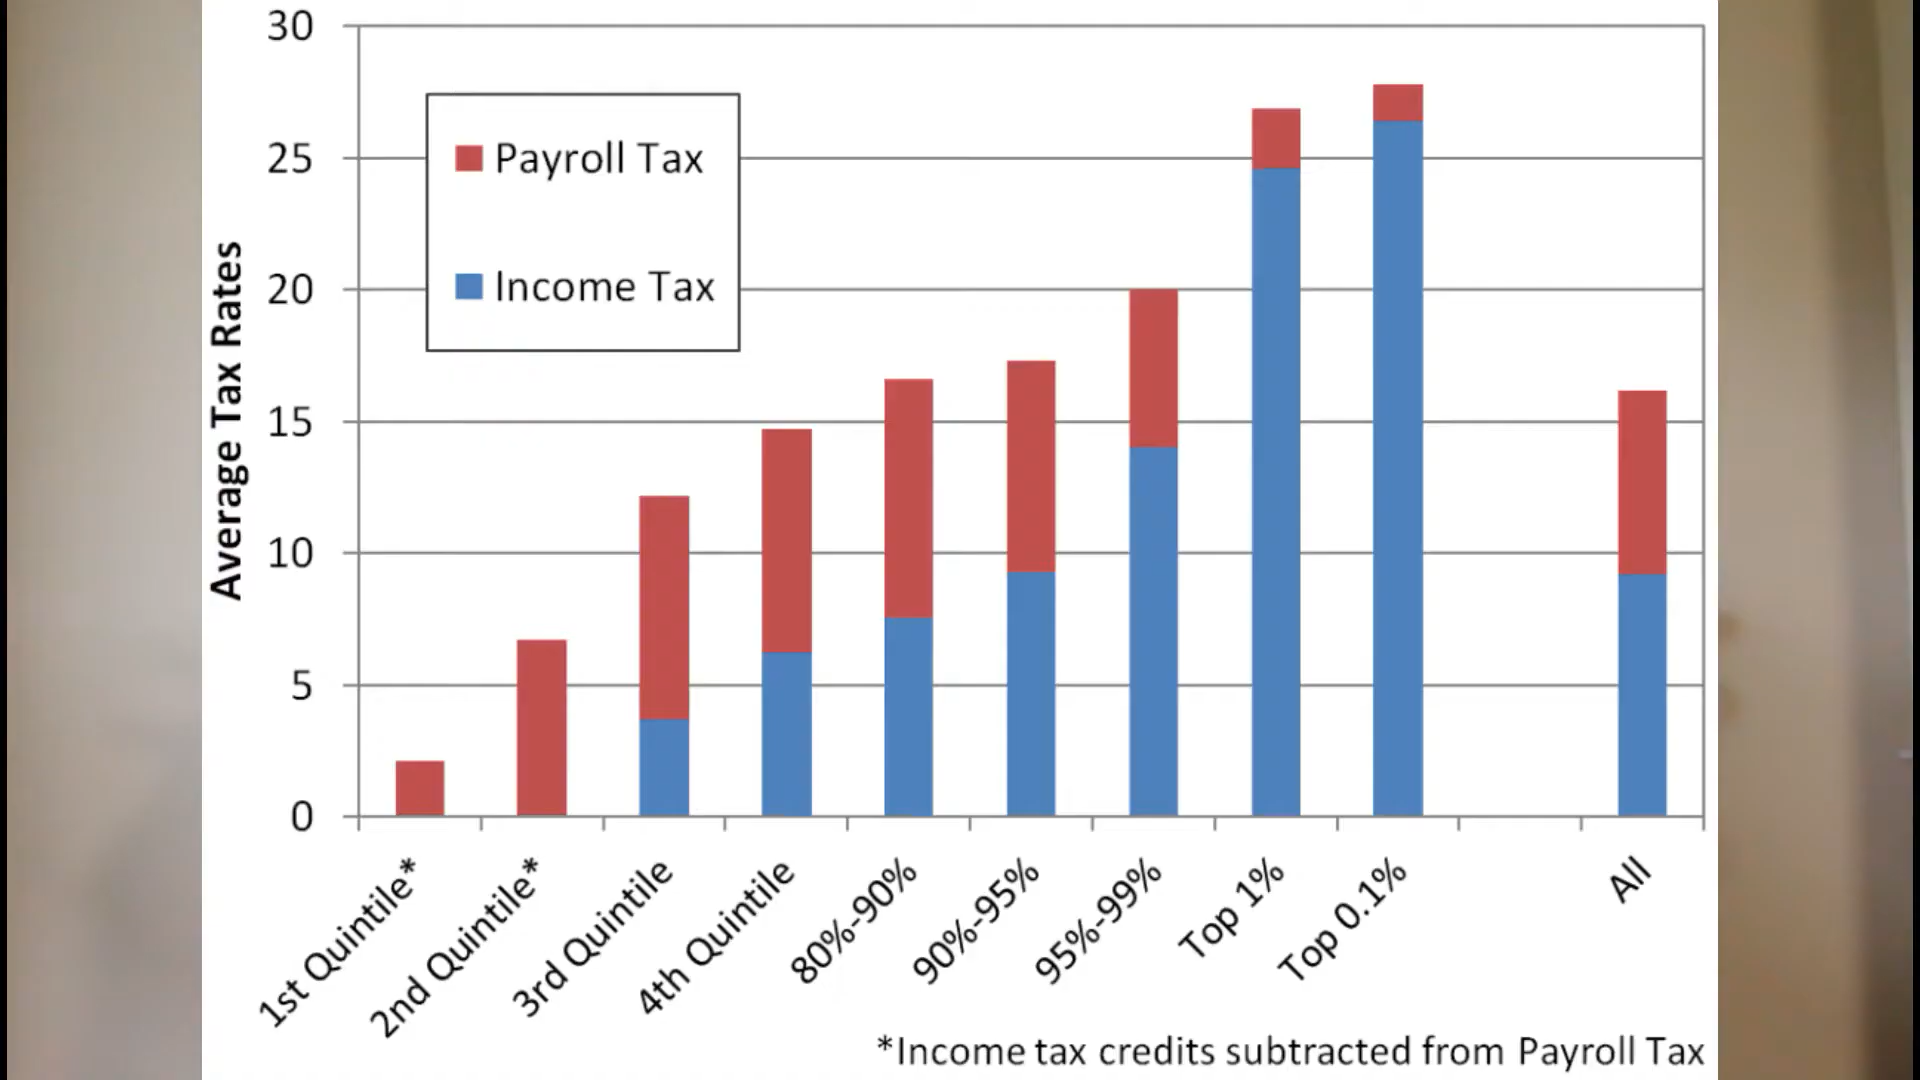 30
25
20
15
10
5
0
Average Tax Rates
Payroll Tax
Income Tax
1st Quintile*
2nd Quintile*
3rd Quintile
4th Quintile
80%-90%
90%-95%
95%-99%
Top 1%
Top 0.1%
All
*Income tax credits subtracted from Payroll Tax